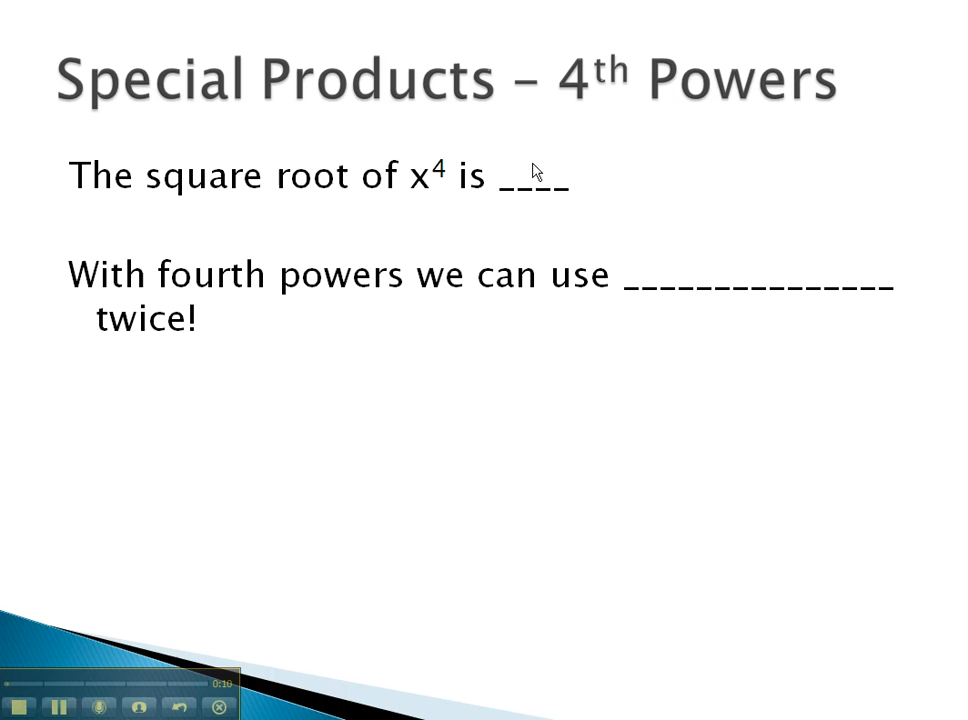 Special Products – 4th Powers
The square root of x⁴ is ____
With fourth powers we can use _______________
twice!
0:10